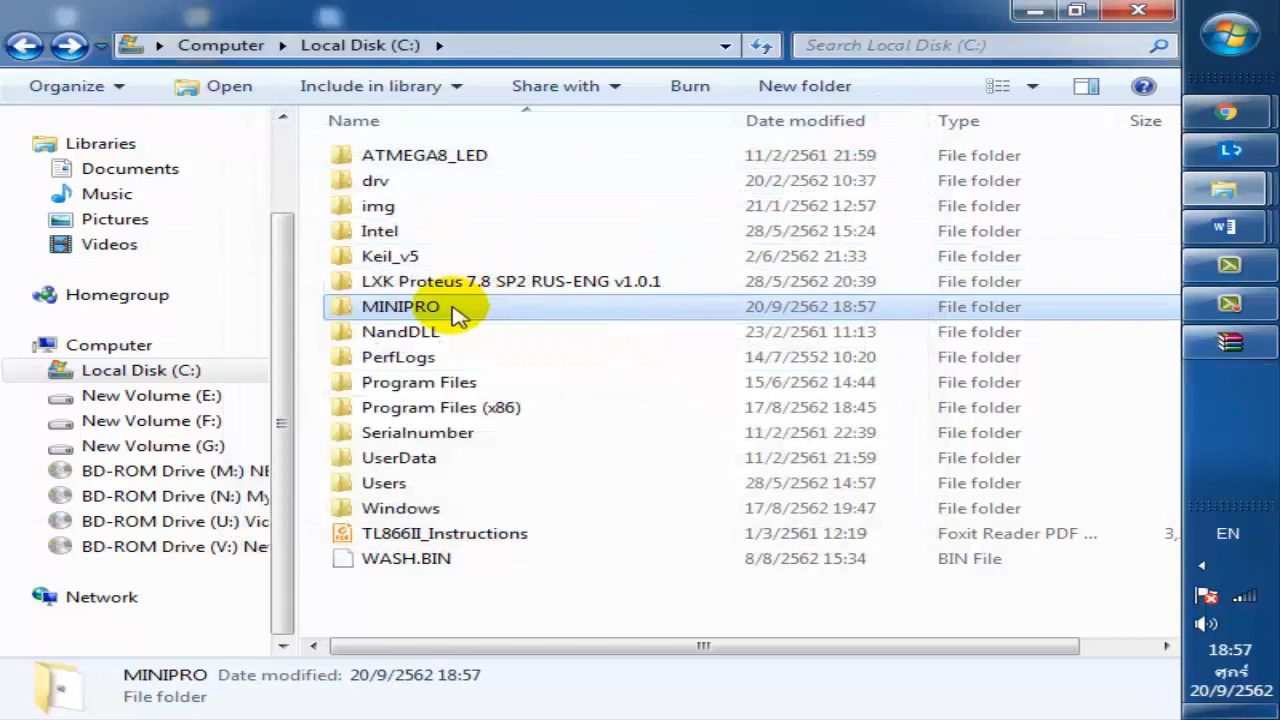 Computer Local Disk (C:) Search Local Disk (C:)
Organize Open Include in library Share with Burn New folder
Name Date modified Type Size
Libraries
Documents
Music
Pictures
Videos
Homegroup
Computer
Local Disk (C:)
New Volume (E:)
New Volume (F:)
New Volume (G:)
BD-ROM Drive (M:) NE
BD-ROM Drive (N:) My
BD-ROM Drive (U:) Vic
BD-ROM Drive (V:) Ne
Network
ATMEGA8_LED 11/2/2561 21:59 File folder
drv 20/2/2562 10:37 File folder
img 21/1/2562 12:57 File folder
Intel 28/5/2562 15:24 File folder
Keil_v5 2/6/2562 21:33 File folder
LXK Proteus 7.8 SP2 RUS-ENG v1.0.1 28/5/2562 20:39 File folder
MINIPRO 20/9/2562 18:57 File folder
NandDLL 23/2/2561 11:13 File folder
PerfLogs 14/7/2552 10:20 File folder
Program Files 15/6/2562 14:44 File folder
Program Files (x86) 17/8/2562 18:45 File folder
Serialnumber 11/2/2561 22:39 File folder
UserData 11/2/2561 21:59 File folder
Users 28/5/2562 14:57 File folder
Windows 17/8/2562 19:47 File folder
TL866II_Instructions 1/3/2561 12:19 Foxit Reader PDF ... 3,
WASH.BIN 8/8/2562 15:34 BIN File
MINIPRO Date modified: 20/9/2562 18:57
File folder
EN
18:57
ศุกร์
20/9/2562